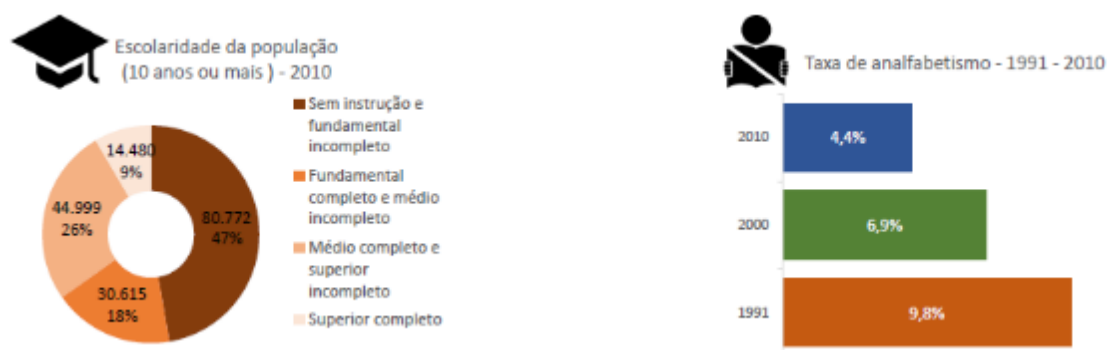 Escolaridade da população
(10 anos ou mais ) - 2010
Sem instrução e
fundamental
incompleto
Fundamental
completo e médio
incompleto
Médio completo e
superior
incompleto
Superior completo
14.480
9%
44.999
26%
80.772
47%
30.615
18%
Taxa de analfabetismo - 1991 - 2010
2010
4,4%
2000
6,9%
1991
9,8%